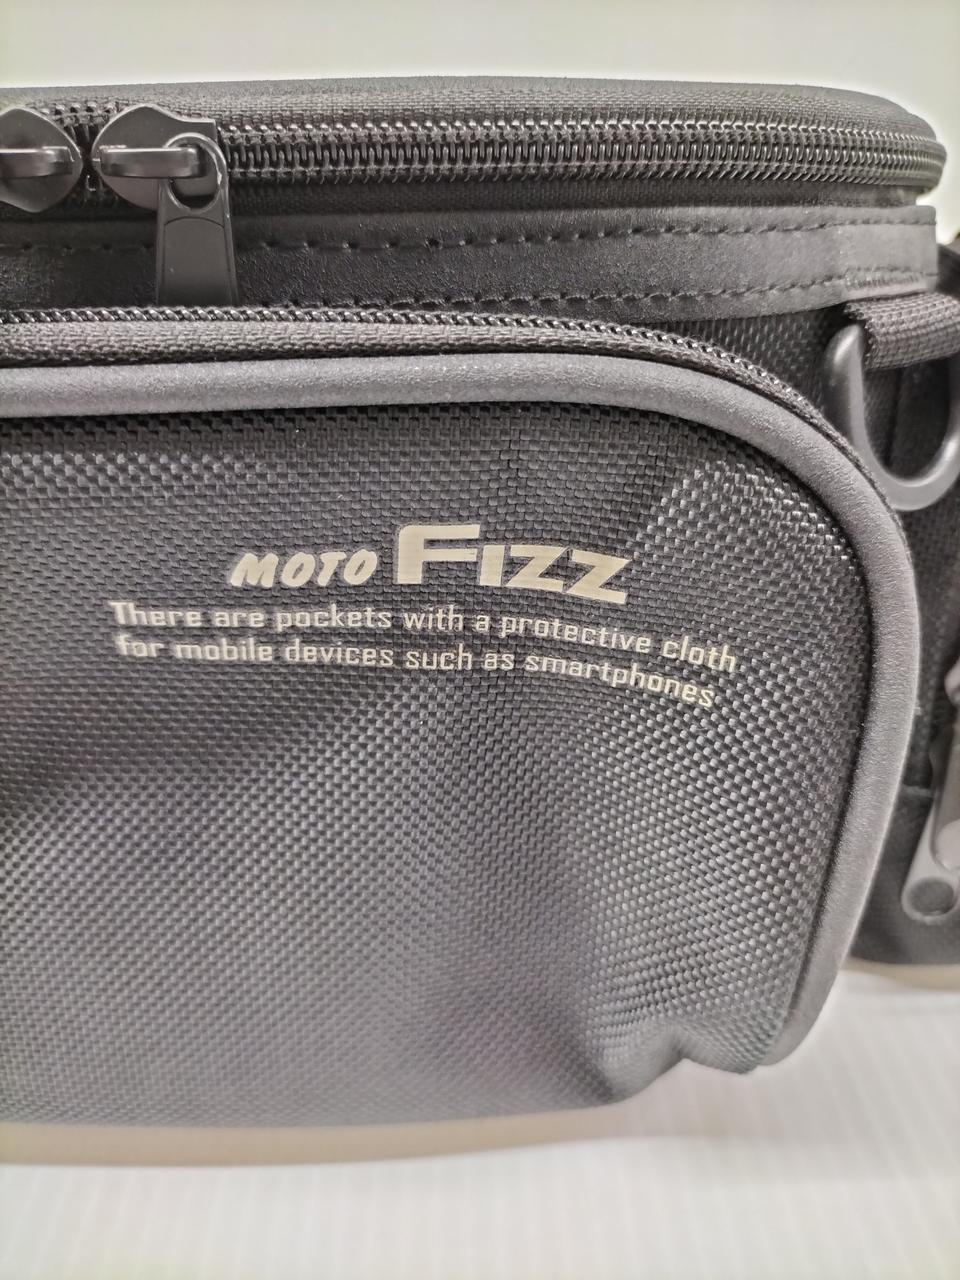 MOTO FIZZ
There are pockets with a protective cloth
for mobile devices such as smartphones